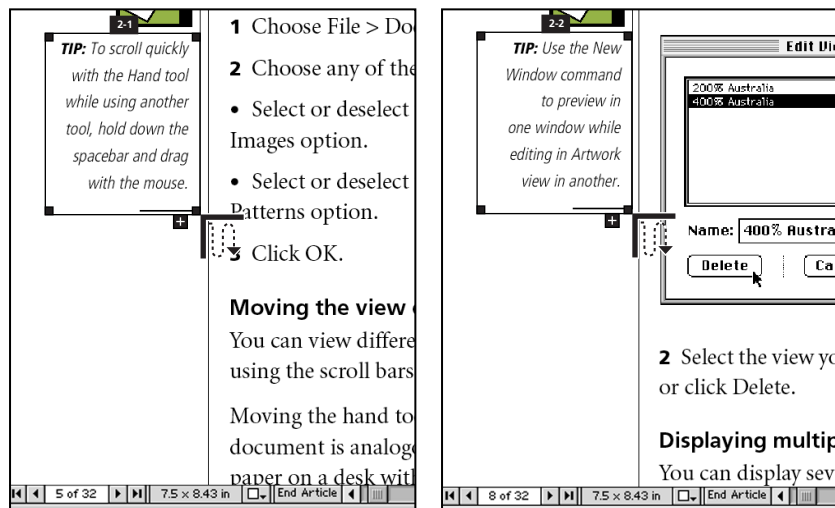 2-1
TIP: To scroll quickly
with the Hand tool
while using another
tool, hold down the
spacebar and drag
with the mouse.
1 Choose File > Do
2 Choose any of the
• Select or deselect
Images option.
• Select or deselect
Patterns option.
3 Click OK.
Moving the view
You can view differe
using the scroll bars
Moving the hand to
document is analog
paper on a desk with
5 of 32
7.5 x 8.43 in
End Article
2-2
TIP: Use the New
Window command
to preview in
one window while
editing in Artwork
view in another.
Edit Vi
200% Australia
400% Australia
Name: 400% Austra
Delete
Ca
2 Select the view yo
or click Delete.
Displaying multip
You can display sev
8 of 32
7.5 x 8.43 in
End Article